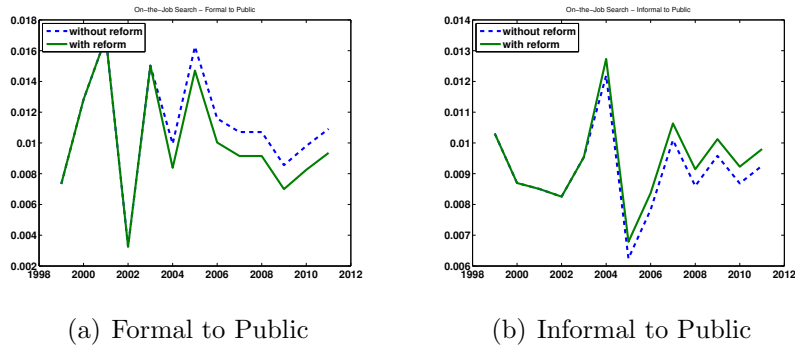 On-the-Job Search - Formal to Public
0.018
0.016
0.014
0.012
0.01
0.008
0.006
0.004
0.002
1998 2000 2002 2004 2006 2008 2010 2012
without reform
with reform
(a) Formal to Public
On-the-Job Search - Informal to Public
0.014
0.013
0.012
0.011
0.01
0.009
0.008
0.007
0.006
1998 2000 2002 2004 2006 2008 2010 2012
without reform
with reform
(b) Informal to Public